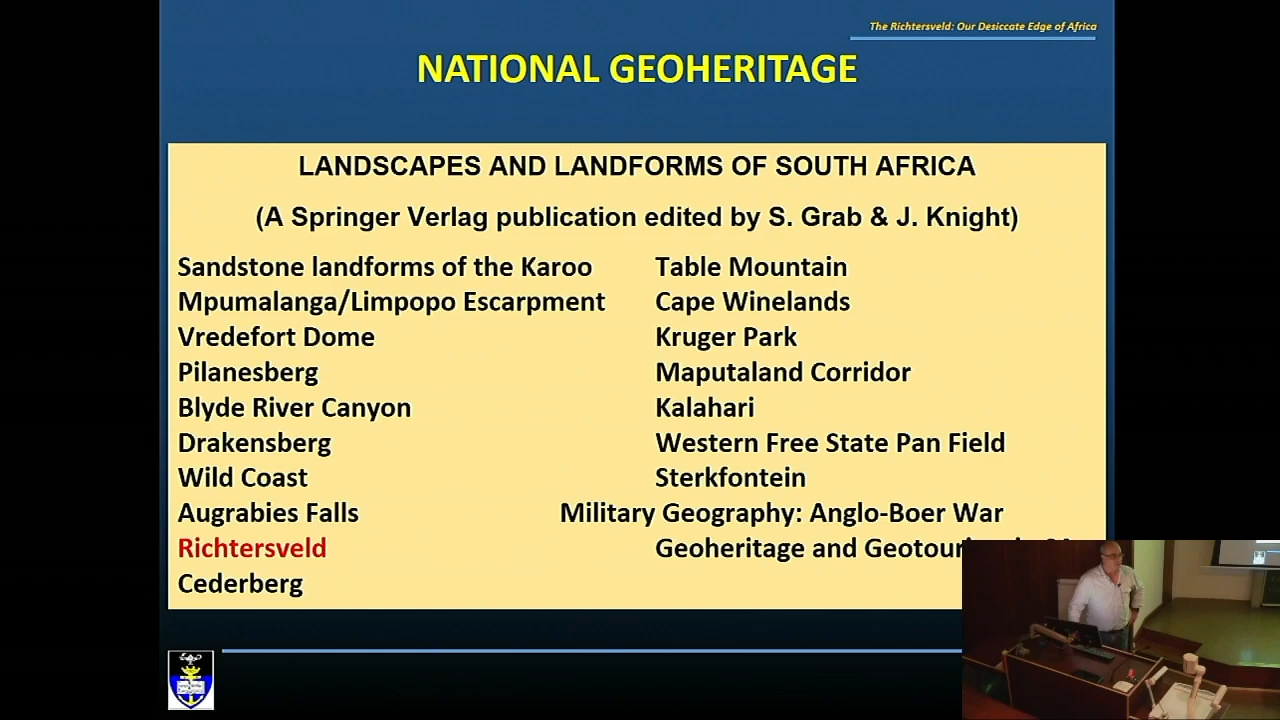 The Richtersveld: Our Desiccate Edge of Africa
NATIONAL GEOHERITAGE
LANDSCAPES AND LANDFORMS OF SOUTH AFRICA
(A Springer Verlag publication edited by S. Grab & J. Knight)
Sandstone landforms of the Karoo
Mpumalanga/Limpopo Escarpment
Vredefort Dome
Pilanesberg
Blyde River Canyon
Drakensberg
Wild Coast
Augrabies Falls
Richtersveld
Cederberg
Table Mountain
Cape Winelands
Kruger Park
Maputaland Corridor
Kalahari
Western Free State Pan Field
Sterkfontein
Military Geography: Anglo-Boer War
Geoheritage and